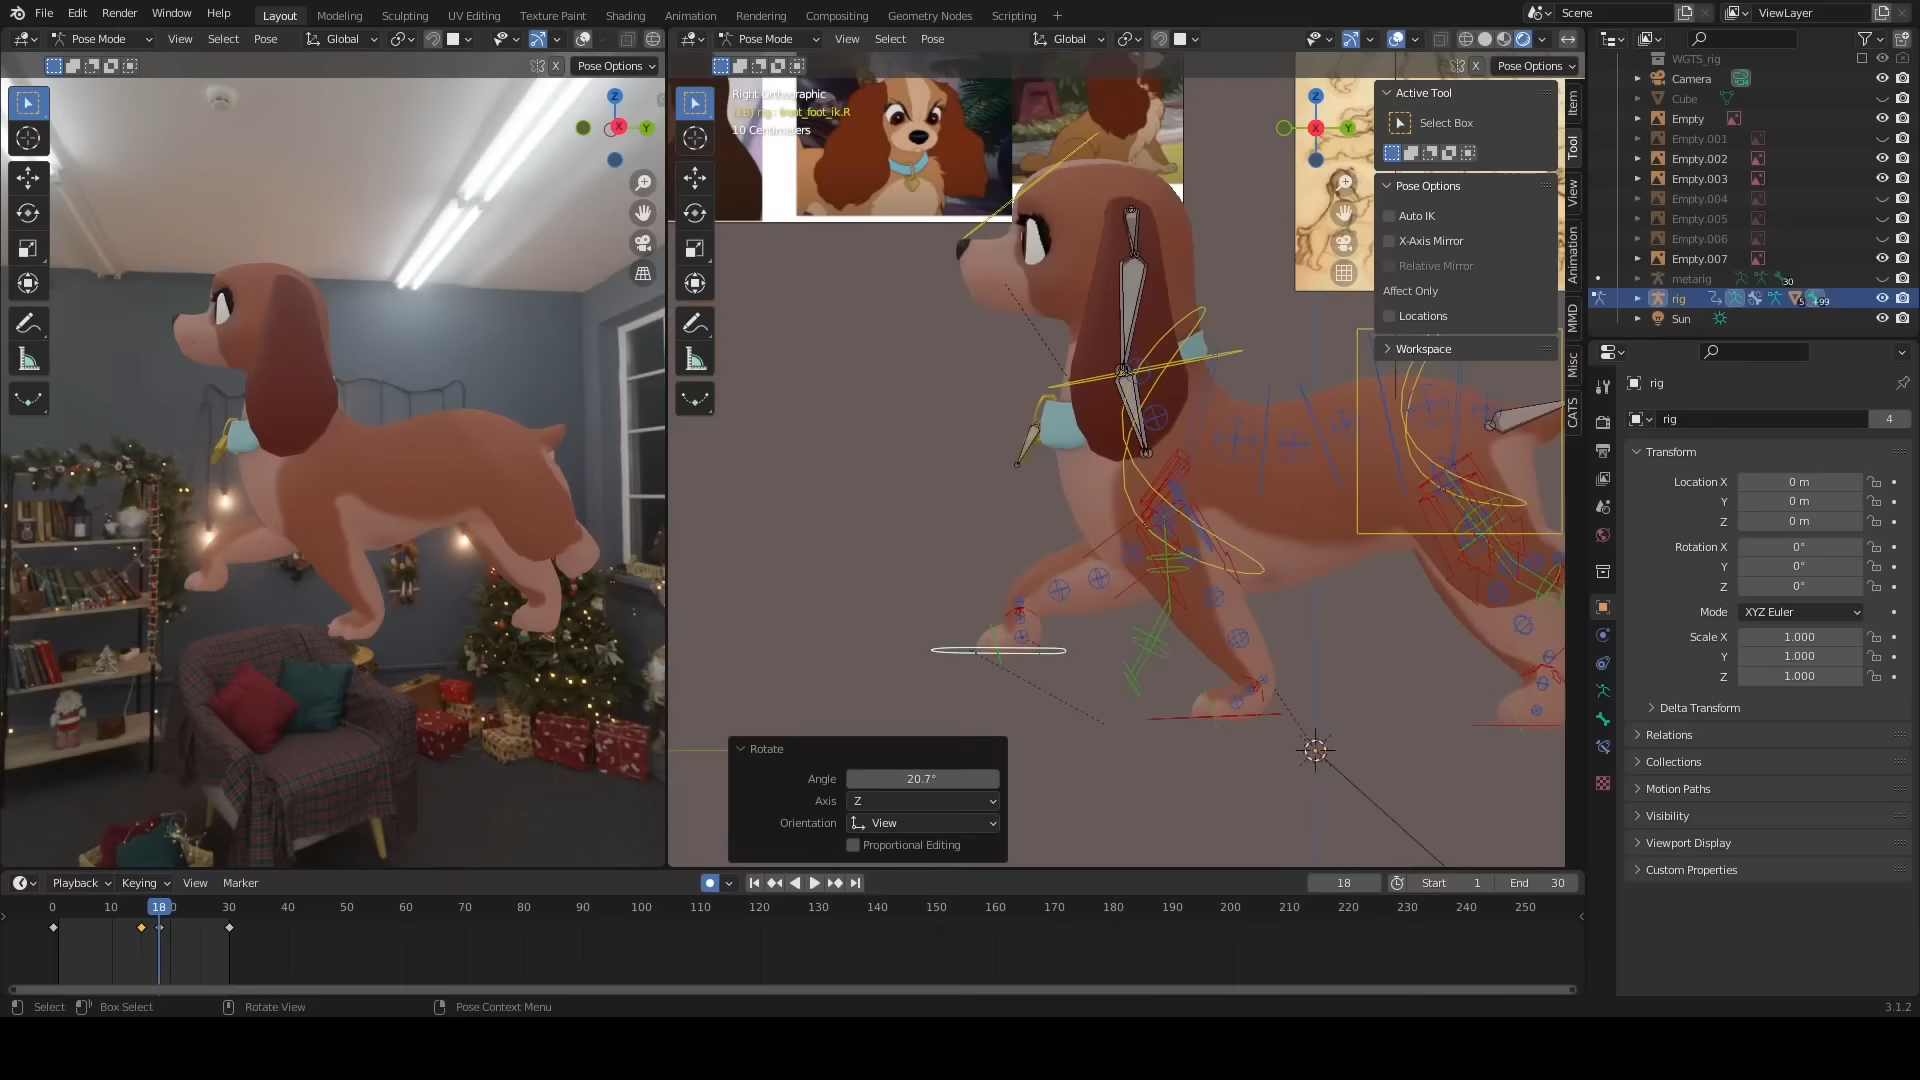 File Edit Render Window Help Layout Modeling Sculpting UV Editing Texture Paint Shading Animation Rendering Compositing Geometry Nodes Scripting + Scene ViewLayer
Pose Mode View Select Pose Global
Pose Mode View Select Pose Global
X Pose Options
X Pose Options
Z
X
Y
Right Orthographic
(18) rig : front_foot_ik.R
10 Centimeters
Z
X
Y
Active Tool
Select Box
Pose Options
Auto IK
X-Axis Mirror
Relative Mirror
Affect Only
Locations
Workspace
Item
Tool
View
Animation
MMD
Misc
CATS
WGTS_rig
Camera
Cube
Empty
Empty.001
Empty.002
Empty.003
Empty.004
Empty.005
Empty.006
Empty.007
metarig 30
rig 5 +99
Sun
rig
rig 4
Transform
Location X 0 m
Y 0 m
Z 0 m
Rotation X 0°
Y 0°
Z 0°
Mode XYZ Euler
Scale X 1.000
Y 1.000
Z 1.000
Delta Transform
Relations
Collections
Motion Paths
Visibility
Viewport Display
Custom Properties
Rotate
Angle 20.7°
Axis Z
Orientation View
Proportional Editing
Playback Keying View Marker 18 Start 1 End 30
0 10 18 30 40 50 60 70 80 90 100 110 120 130 140 150 160 170 180 190 200 210 220 230 240 250
Select Box Select Rotate View Pose Context Menu 3.1.2